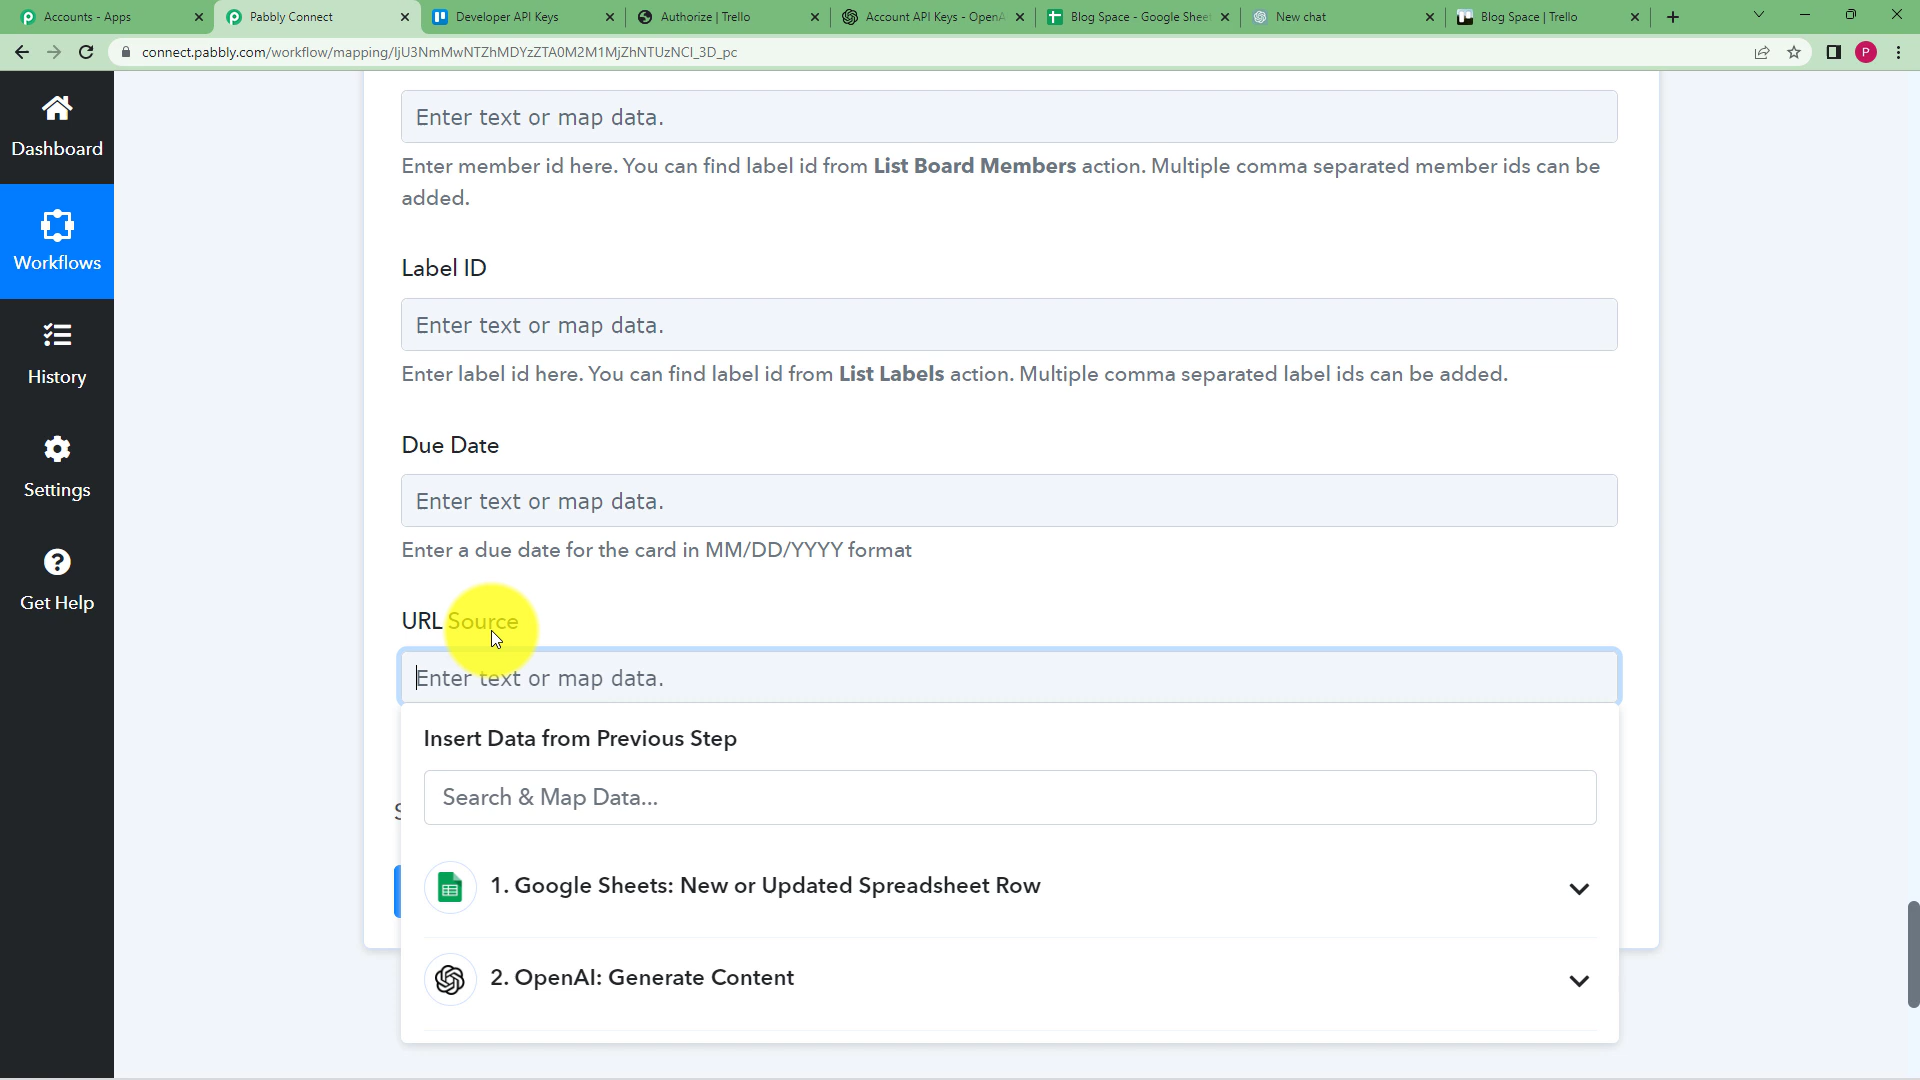 Accounts - Apps
Pabbly Connect
Developer API Keys
Authorize | Trello
Account API Keys - OpenA
Blog Space - Google Sheet
New chat
Blog Space | Trello
connect.pabbly.com/workflow/mapping/IjU3NmMwNTZhMDYzZTA0M2M1MjZhNTUzNCI_3D_pc
P
Dashboard
Workflows
History
Settings
Get Help
Enter text or map data.
Enter member id here. You can find label id from List Board Members action. Multiple comma separated member ids can be
added.
Label ID
Enter text or map data.
Enter label id here. You can find label id from List Labels action. Multiple comma separated label ids can be added.
Due Date
Enter text or map data.
Enter a due date for the card in MM/DD/YYYY format
URL Source
Enter text or map data.
Insert Data from Previous Step
Search & Map Data...
1. Google Sheets: New or Updated Spreadsheet Row
2. OpenAI: Generate Content